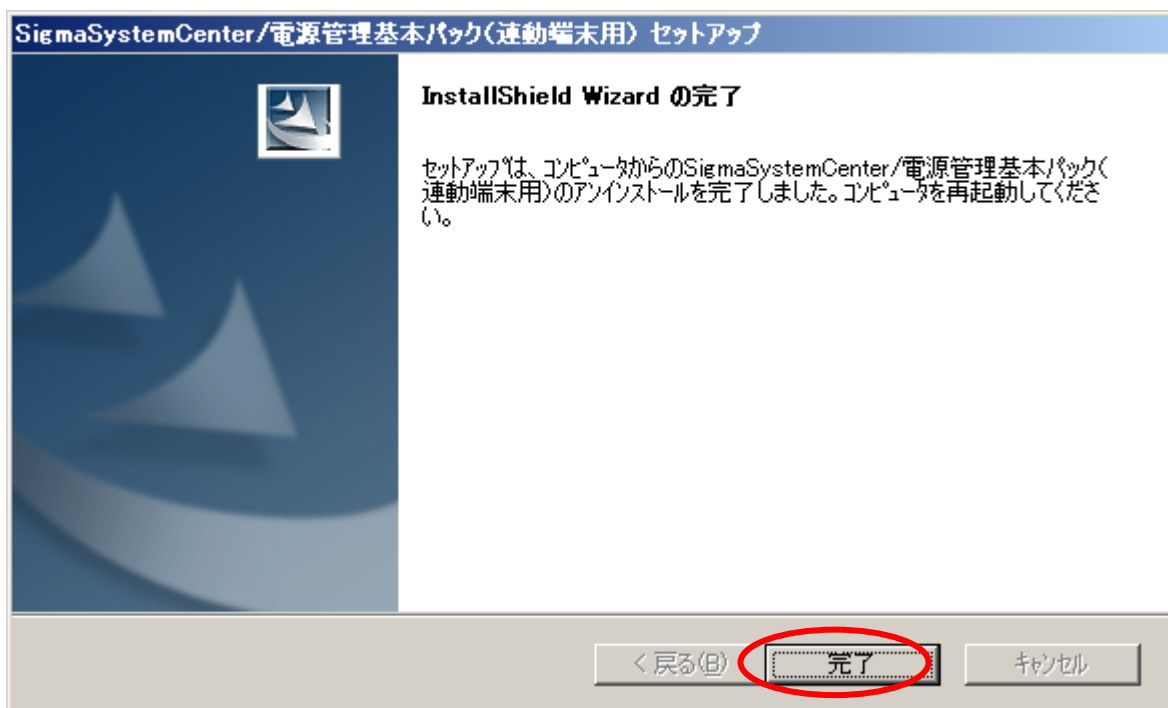 SigmaSystemCenter/電源管理基本パック(連動端末用) セットアップ
InstallShield Wizard の完了
セットアップは、コンピュータからのSigmaSystemCenter/電源管理基本パック(
連動端末用)のアンインストールを完了しました。コンピュータを再起動してくださ
い。
< 戻る(B)
完了
キャンセル